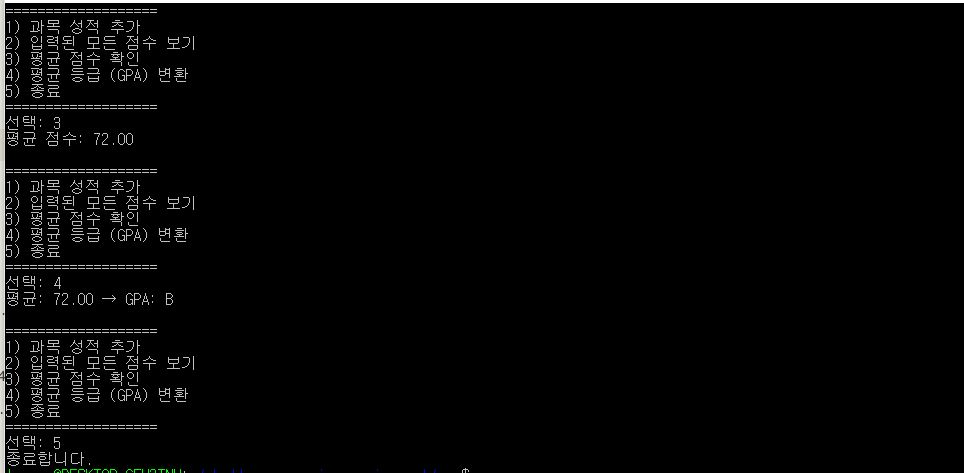 ===================
1) 과목 성적 추가
2) 입력된 모든 점수 보기
3) 평균 점수 확인
4) 평균 등급 (GPA) 변환
5) 종료
===================
선택: 3
평균 점수: 72.00
===================
1) 과목 성적 추가
2) 입력된 모든 점수 보기
3) 평균 점수 확인
4) 평균 등급 (GPA) 변환
5) 종료
===================
선택: 4
평균: 72.00 → GPA: B
===================
1) 과목 성적 추가
2) 입력된 모든 점수 보기
3) 평균 점수 확인
4) 평균 등급 (GPA) 변환
5) 종료
===================
선택: 5
종료합니다.